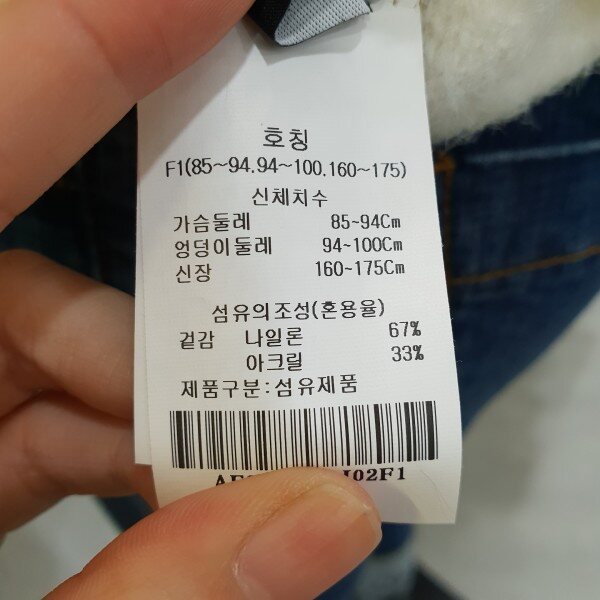 호칭
F1(85~94.94~100.160~175)
신체치수
가슴둘레 85~94Cm
엉덩이둘레 94~100Cm
신장 160~175Cm
섬유의조성(혼용율)
겉감 나일론 67%
아크릴 33%
제품구분:섬유제품